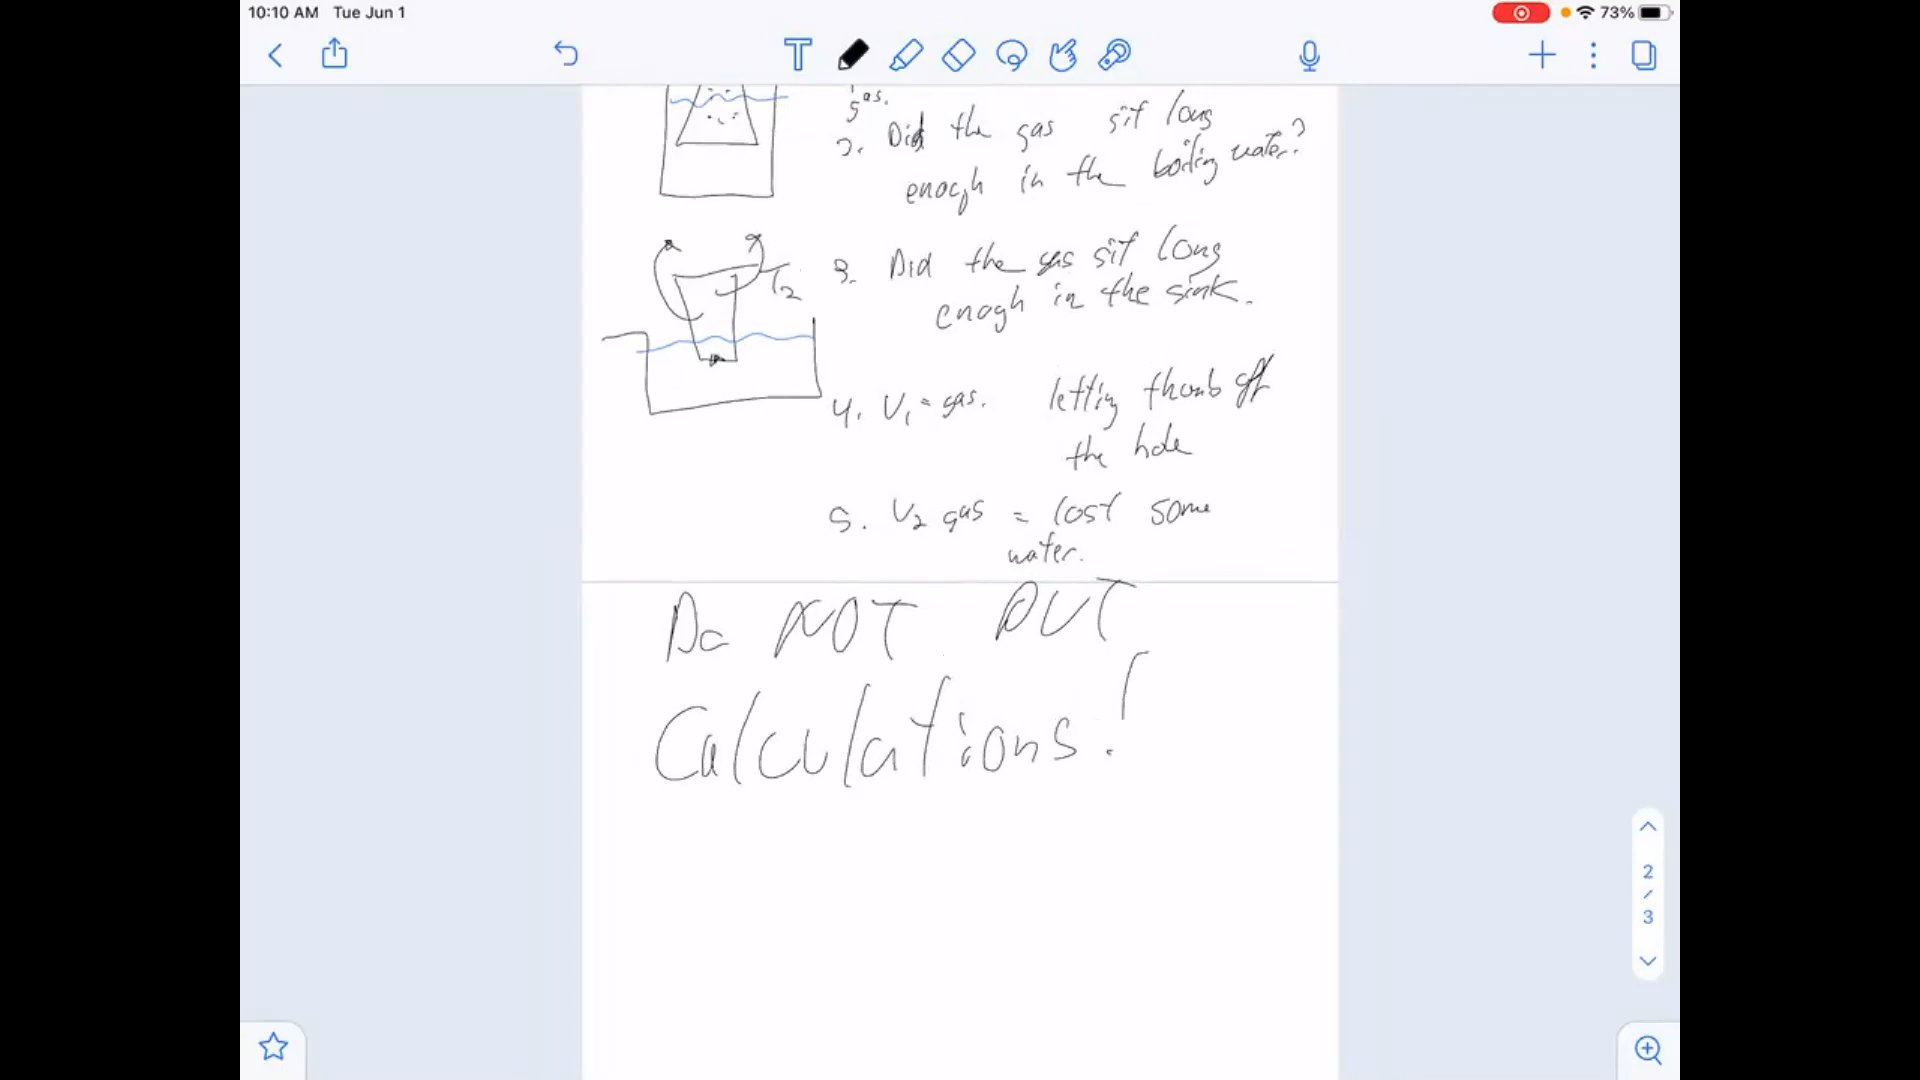 10:10 AM Tue Jun 1
73%
gas.
2. Did the gas sit long
enough in the boiling water?
T2
3. Did the gas sit long
enogh in the sink.
4. V1 = gas. letting thumb off
the hole
5. V2 gas = lost some
water.
Do NOT PUT
Calculations!
2
/
3